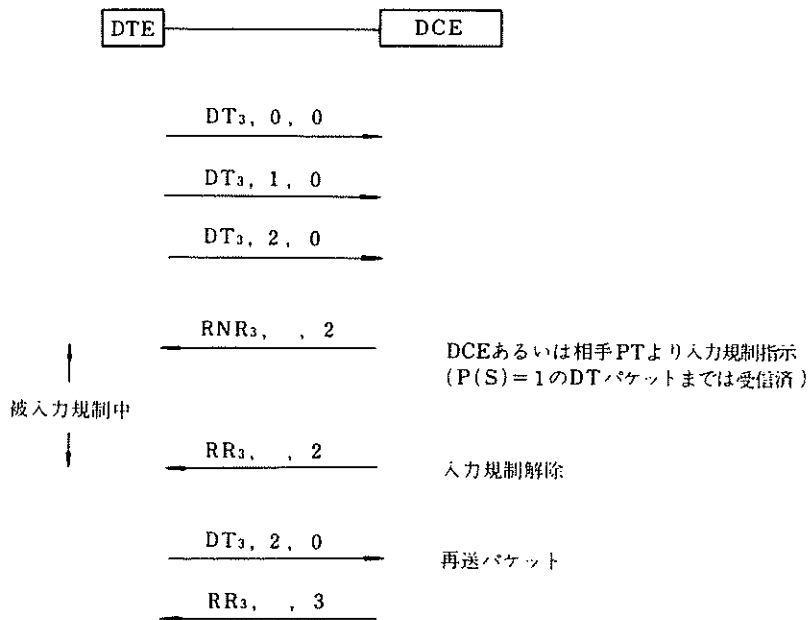 DTE DCE
DT3, 0, 0
DT3, 1, 0
DT3, 2, 0
RNR3, , 2
DCEあるいは相手PTより入力規制指示
(P(S)=1のDTパケットまでは受信済)
被入力規制中
RR3, , 2
入力規制解除
DT3, 2, 0
再送パケット
RR3, , 3